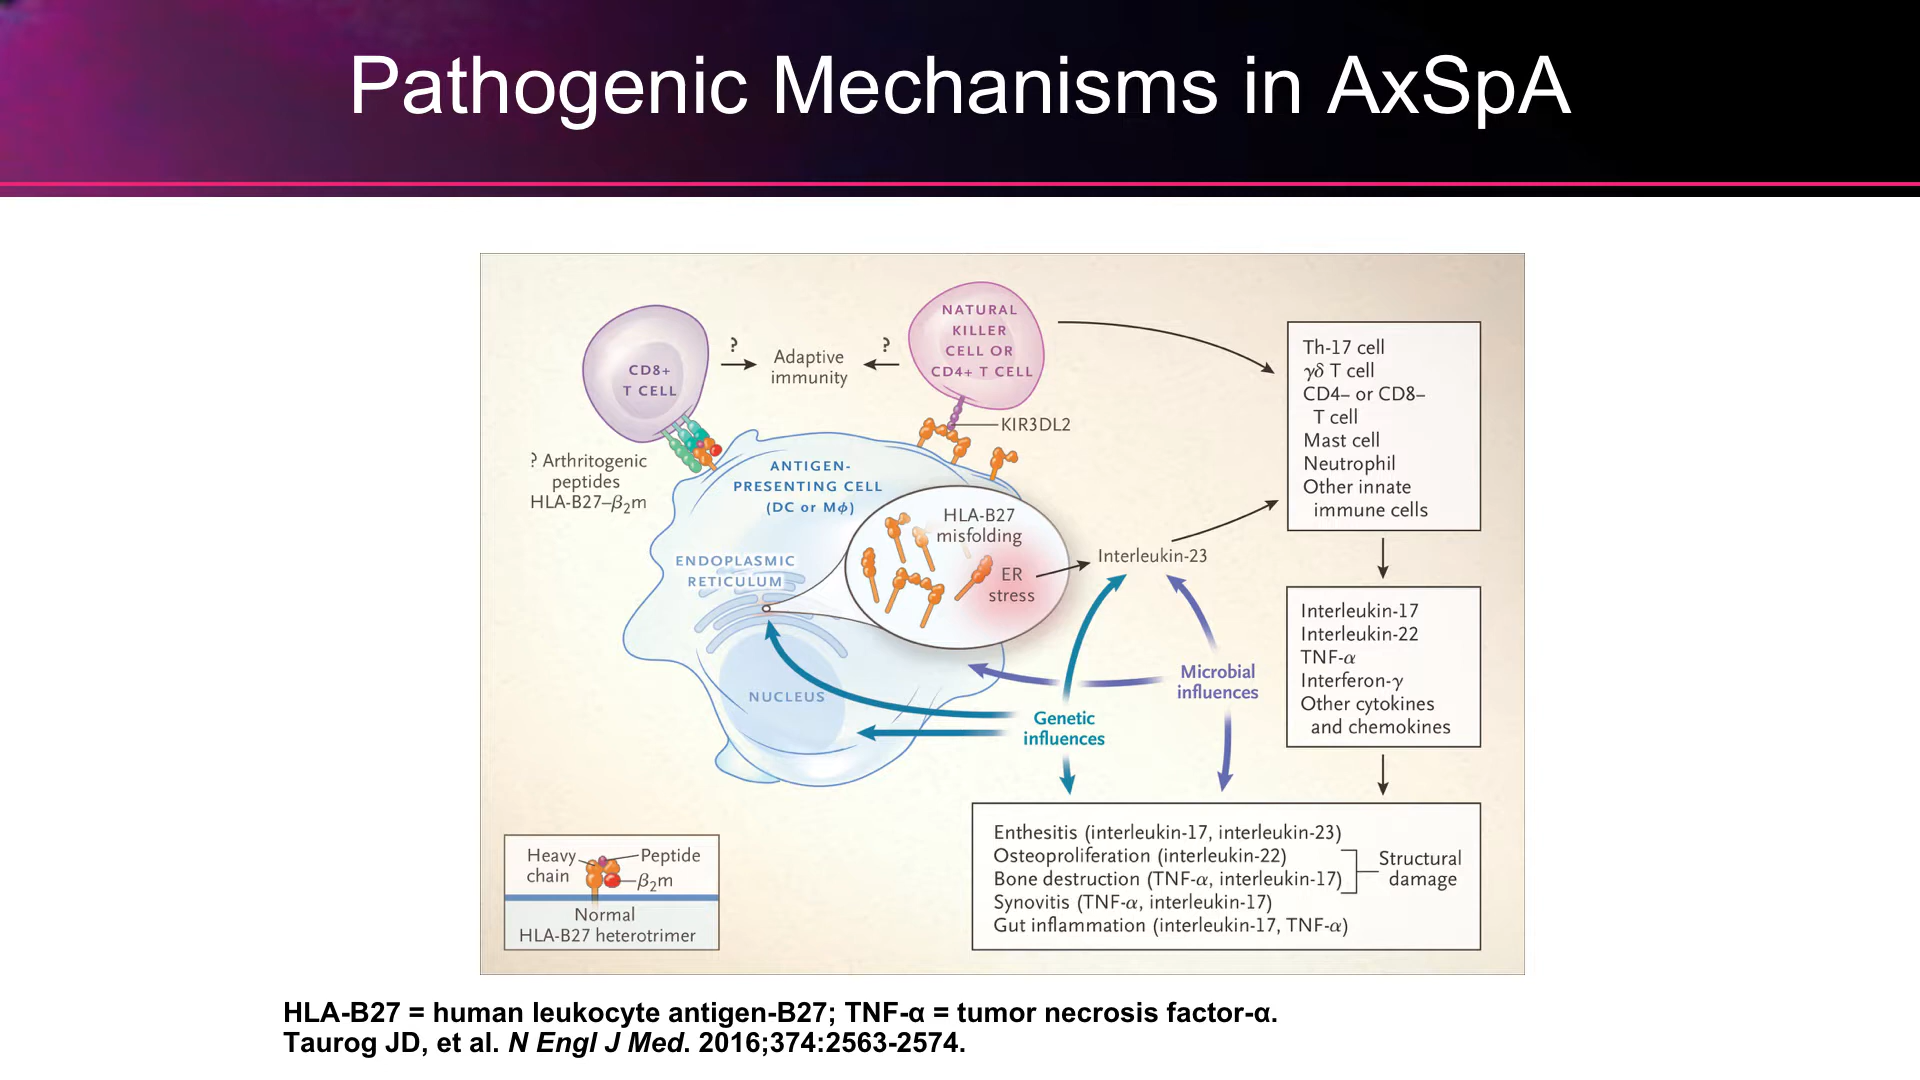 Pathogenic Mechanisms in AxSpA
CD8+
T CELL
?
Adaptive
immunity
?
NATURAL
KILLER
CELL OR
CD4+ T CELL
KIR3DL2
? Arthritogenic
peptides
HLA-B27–β₂m
ANTIGEN-
PRESENTING CELL
(DC or Mϕ)
ENDOPLASMIC
RETICULUM
NUCLEUS
HLA-B27
misfolding
ER
stress
Interleukin-23
Microbial
influences
Genetic
influences
Th-17 cell
γδ T cell
CD4– or CD8–
T cell
Mast cell
Neutrophil
Other innate
immune cells
Interleukin-17
Interleukin-22
TNF-α
Interferon-γ
Other cytokines
and chemokines
Enthesitis (interleukin-17, interleukin-23)
Osteoproliferation (interleukin-22)
Bone destruction (TNF-α, interleukin-17)
Synovitis (TNF-α, interleukin-17)
Gut inflammation (interleukin-17, TNF-α)
Structural
damage
Heavy
chain
Peptide
β₂m
Normal
HLA-B27 heterotrimer
HLA-B27 = human leukocyte antigen-B27; TNF-α = tumor necrosis factor-α.
Taurog JD, et al. N Engl J Med. 2016;374:2563-2574.